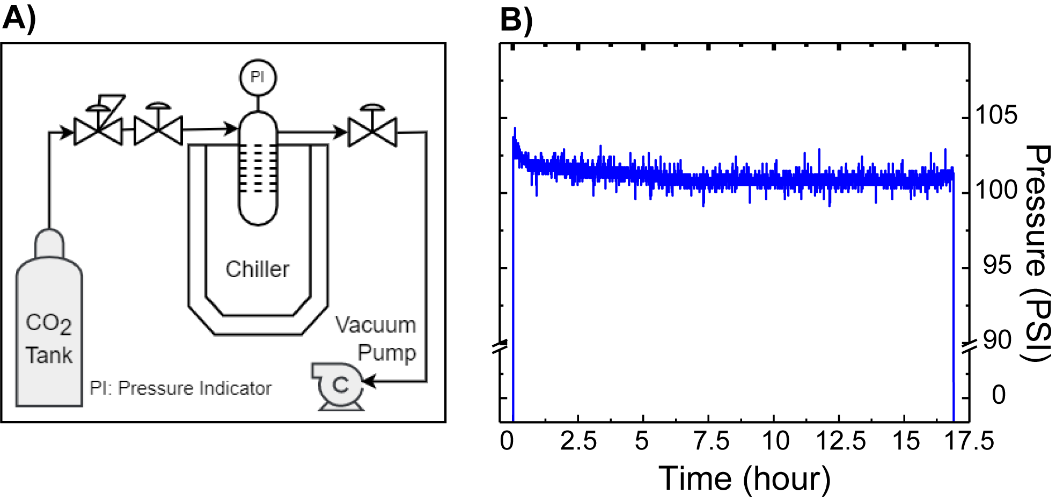 A)
PI
Chiller
CO2
Tank
Vacuum
Pump
C
PI: Pressure Indicator
B)
105
100
95
90
0
Pressure (PSI)
0 2.5 5 7.5 10 12.5 15 17.5
Time (hour)